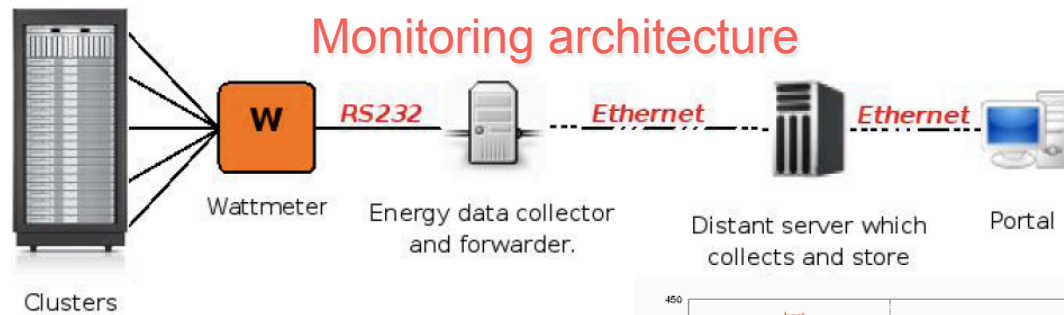 Monitoring architecture
W
RS232
Ethernet
Ethernet
Wattmeter
Energy data collector
and forwarder.
Distant server which
collects and store
Portal
Clusters
450